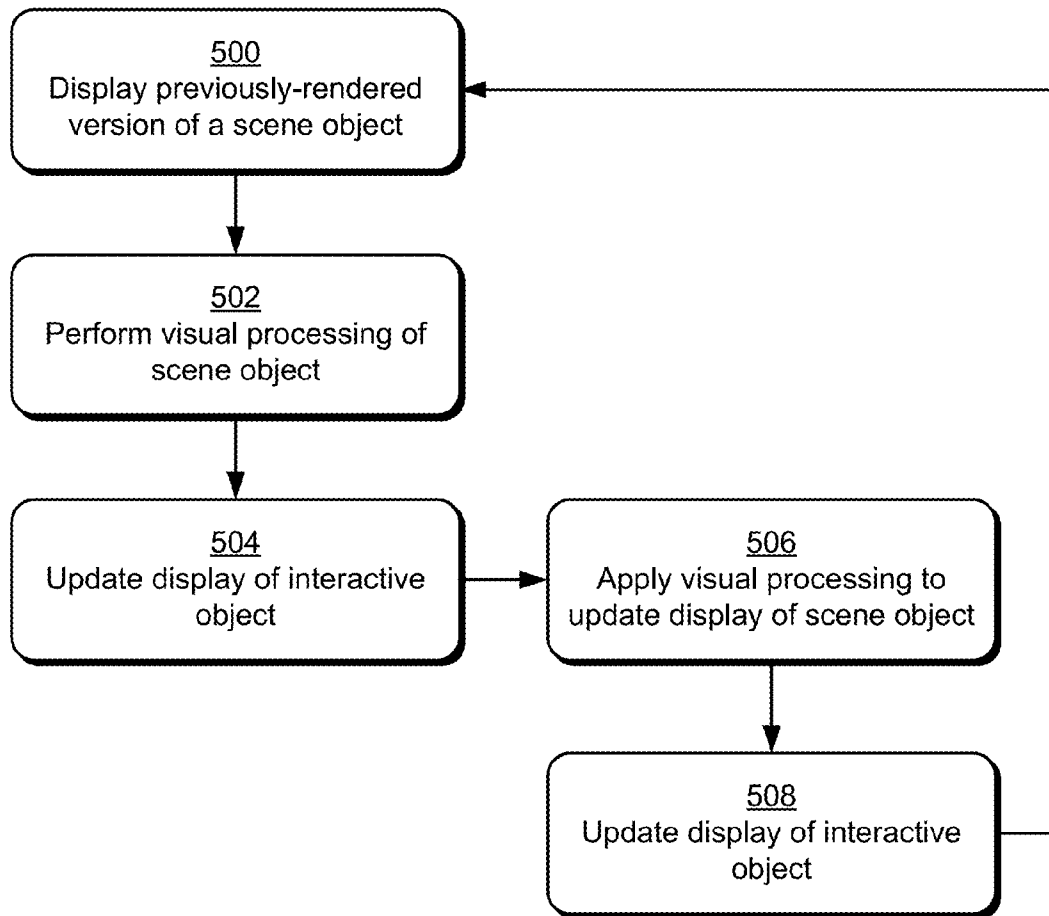 500
Display previously-rendered
version of a scene object
502
Perform visual processing of
scene object
504
Update display of interactive
object
506
Apply visual processing to
update display of scene object
508
Update display of interactive
object